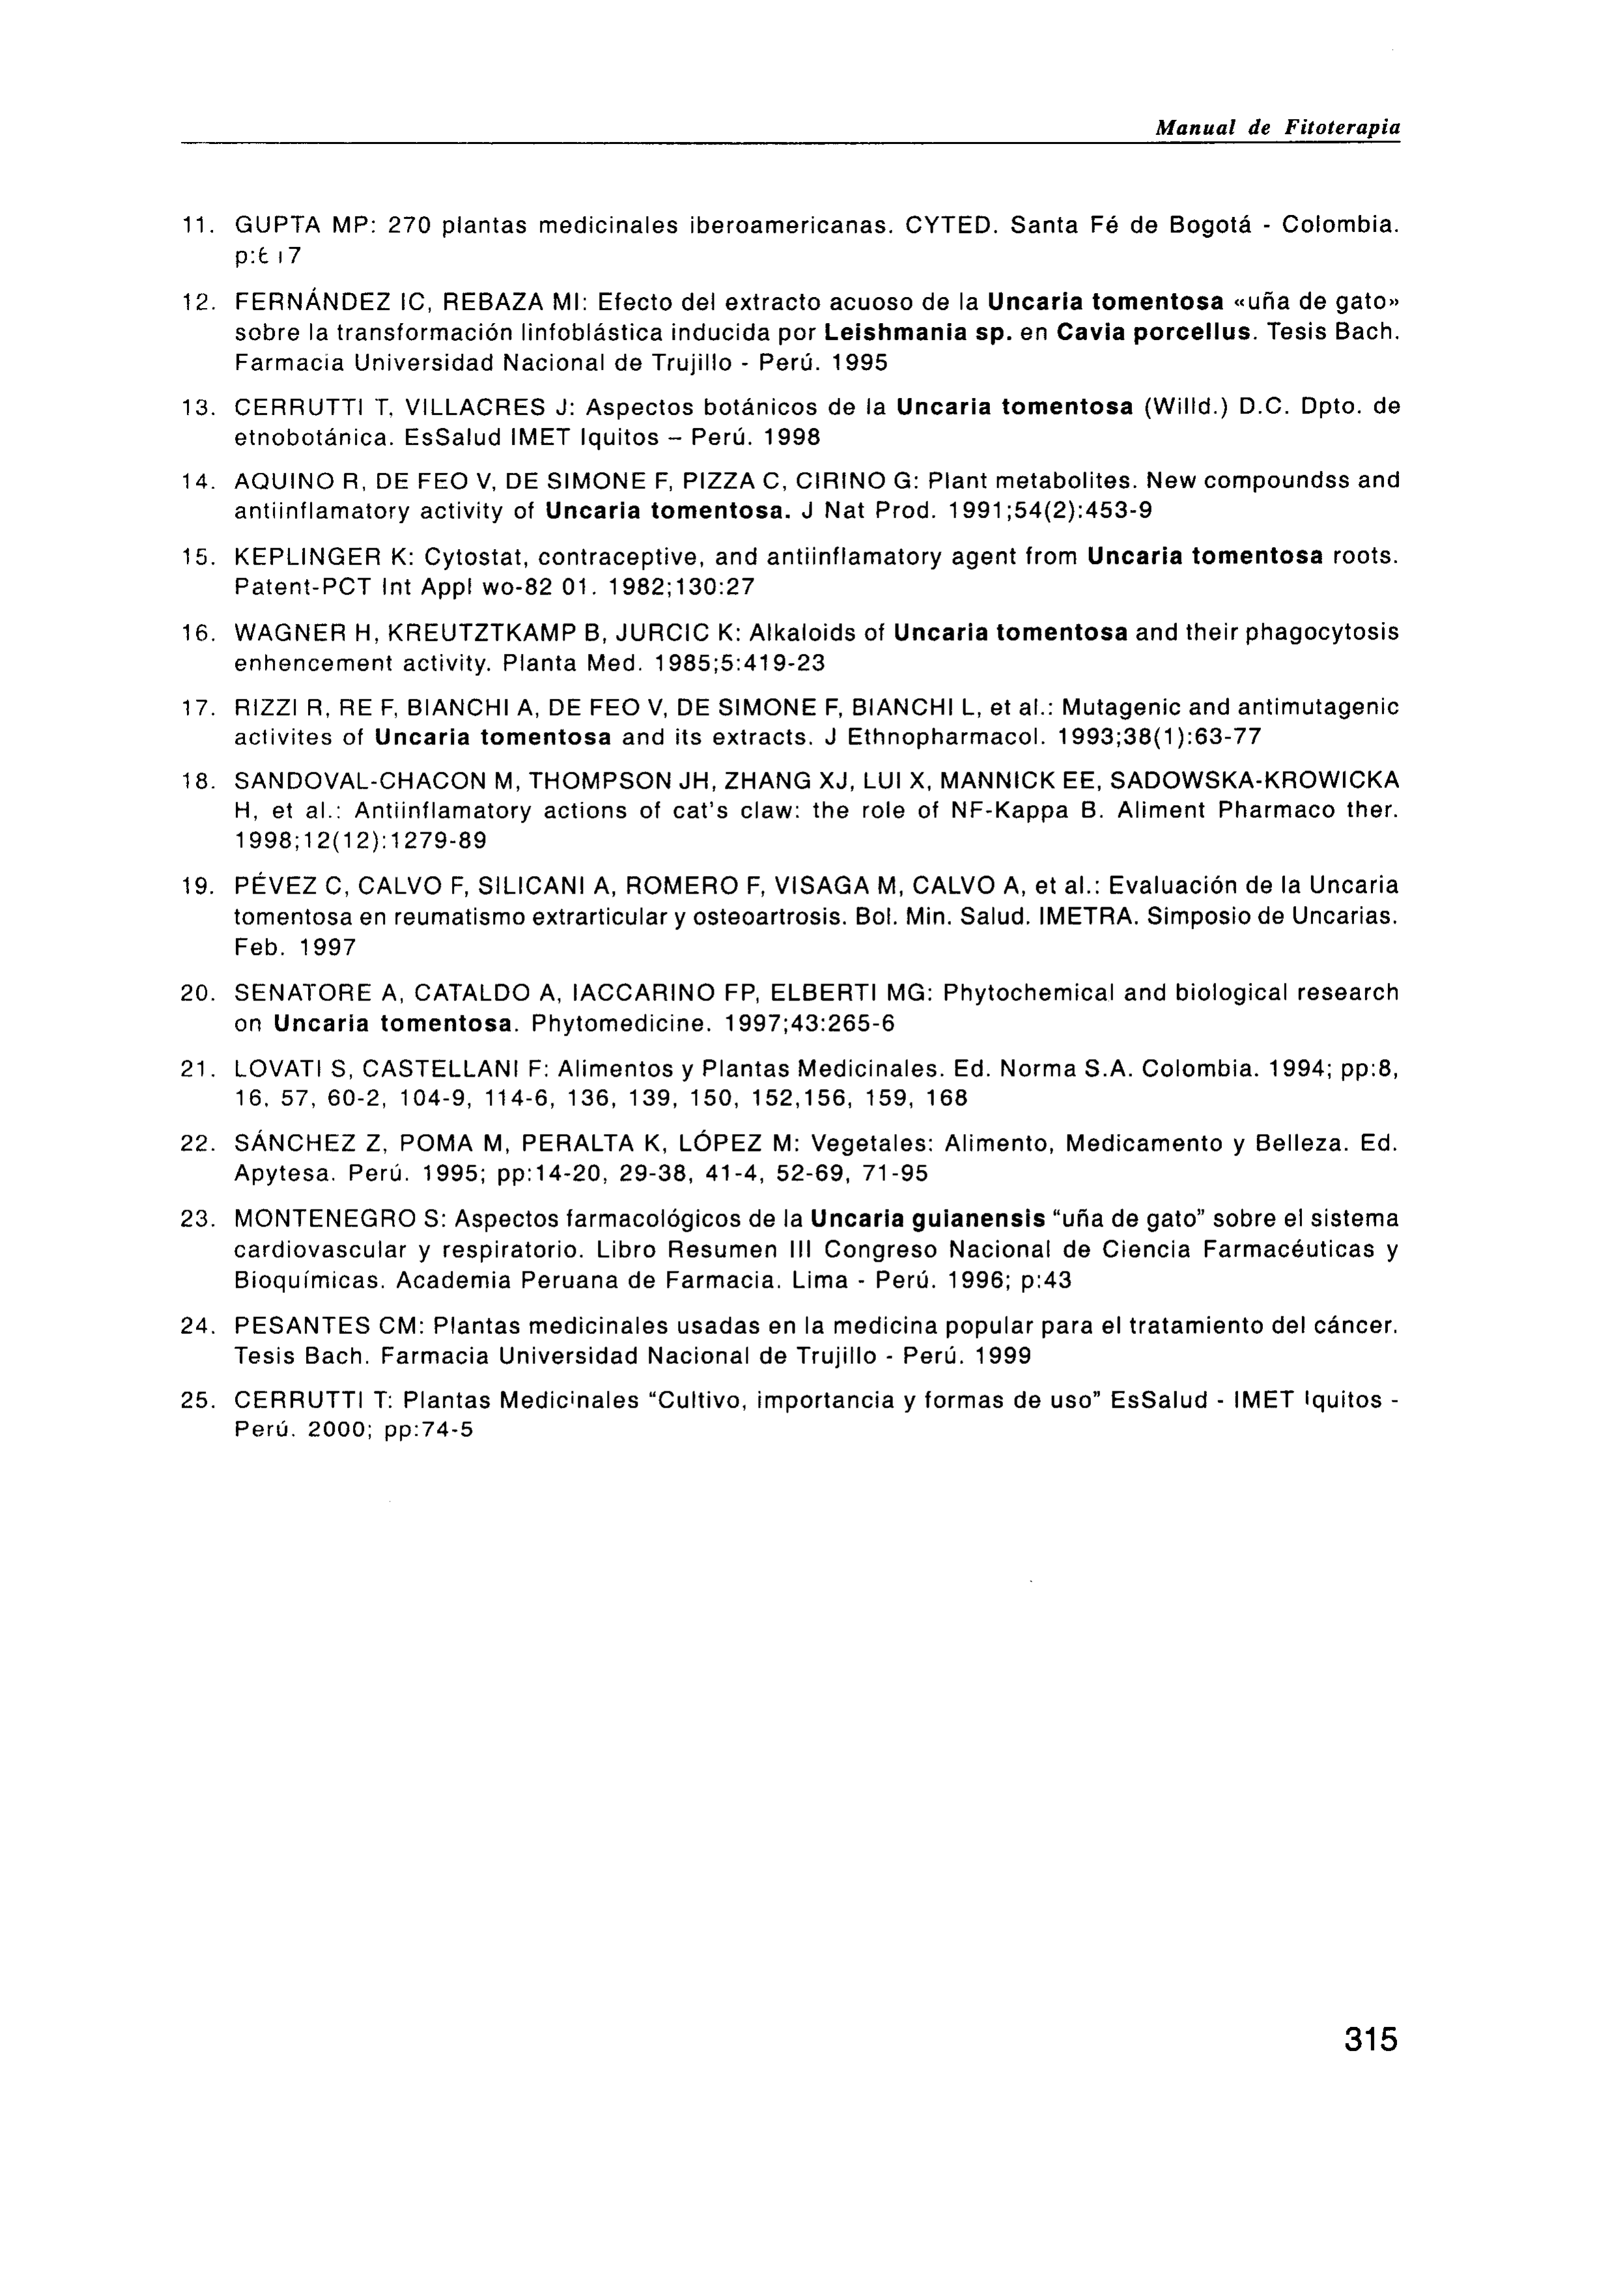 Manual de Fitoterapia
11. GUPTA MP: 270 plantas medicinales iberoamericanas. CYTED. Santa Fé de Bogotá - Colombia.
12. FERNÁNDEZ IC, REBAZA MI: Efecto del extracto acuoso de la Uncaria tomentosa «uña de gato»
sobre la transformación linfoblástica inducida por Leishmania sp. en Cavia porcellus. Tesis Bach.
Farmacia Universidad Nacional de Trujillo - Perú. 1995
13. CERRUTTI T, VILLACRES J: Aspectos botánicos de la Uncaria tomentosa (Willd.) D.C. Dpto. de
etnobotánica. EsSalud IMET Iquitos – Perú. 1998
14. AQUINO R, DE FEO V, DE SIMONE F, PIZZA C, CIRINO G: Plant metabolites. New compoundss and
antiinflamatory activity of Uncaria tomentosa. J Nat Prod. 1991;54(2):453-9
15. KEPLINGER K: Cytostat, contraceptive, and antiinflamatory agent from Uncaria tomentosa roots.
Patent-PCT Int Appl wo-82 01. 1982;130:27
16. WAGNER H, KREUTZTKAMP B, JURCIC K: Alkaloids of Uncaria tomentosa and their phagocytosis
enhencement activity. Planta Med. 1985;5:419-23
17. RIZZI R, RE F, BIANCHI A, DE FEO V, DE SIMONE F, BIANCHI L, et al.: Mutagenic and antimutagenic
activites of Uncaria tomentosa and its extracts. J Ethnopharmacol. 1993;38(1):63-77
18. SANDOVAL-CHACON M, THOMPSON JH, ZHANG XJ, LUI X, MANNICK EE, SADOWSKA-KROWICKA
H, et al.: Antiinflamatory actions of cat's claw: the role of NF-Kappa B. Aliment Pharmaco ther.
1998;12(12):1279-89
19. PÉVEZ C, CALVO F, SILICANI A, ROMERO F, VISAGA M, CALVO A, et al.: Evaluación de la Uncaria
tomentosa en reumatismo extrarticular y osteoartrosis. Bol. Min. Salud. IMETRA. Simposio de Uncarias.
Feb. 1997
20. SENATORE A, CATALDO A, IACCARINO FP, ELBERTI MG: Phytochemical and biological research
on Uncaria tomentosa. Phytomedicine. 1997;43:265-6
21. LOVATI S, CASTELLANI F: Alimentos y Plantas Medicinales. Ed. Norma S.A. Colombia. 1994; pp:8,
16, 57, 60-2, 104-9, 114-6, 136, 139, 150, 152,156, 159, 168
22. SÁNCHEZ Z, POMA M, PERALTA K, LÓPEZ M: Vegetales: Alimento, Medicamento y Belleza. Ed.
Apytesa. Perú. 1995; pp:14-20, 29-38, 41-4, 52-69, 71-95
23. MONTENEGRO S: Aspectos farmacológicos de la Uncaria guianensis "uña de gato" sobre el sistema
cardiovascular y respiratorio. Libro Resumen III Congreso Nacional de Ciencia Farmacéuticas y
Bioquímicas. Academia Peruana de Farmacia. Lima - Perú. 1996; p:43
24. PESANTES CM: Plantas medicinales usadas en la medicina popular para el tratamiento del cáncer.
Tesis Bach. Farmacia Universidad Nacional de Trujillo - Perú. 1999
25. CERRUTTI T: Plantas Medicinales "Cultivo, importancia y formas de uso" EsSalud - IMET Iquitos -
Perú. 2000; pp:74-5
315